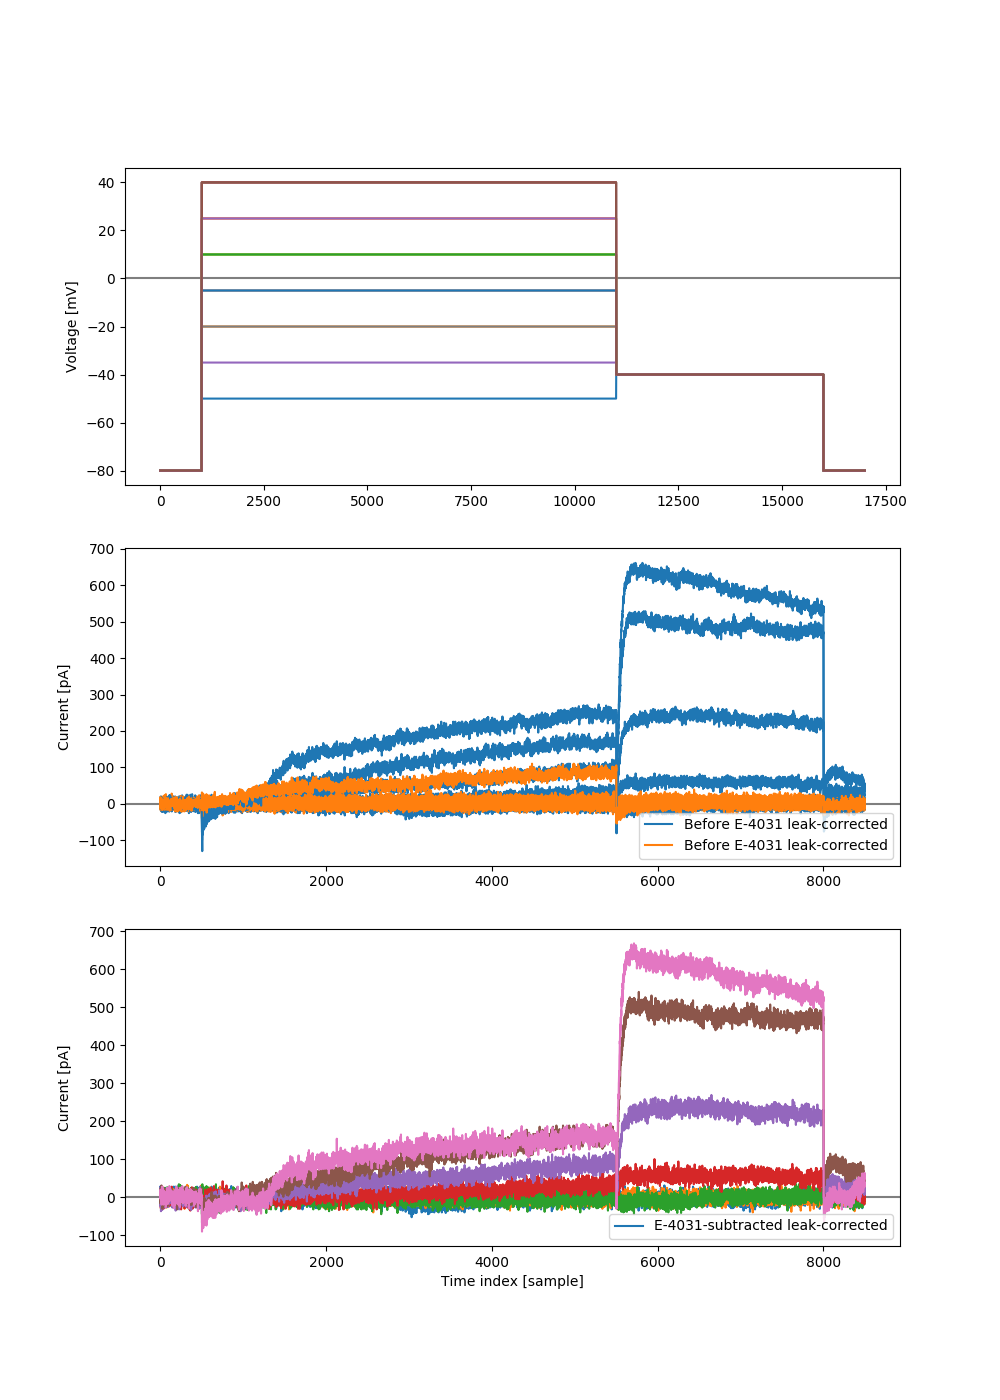 40
20
0
−20
−40
−60
−80
Voltage [mV]
0 2500 5000 7500 10000 12500 15000 17500
700
600
500
400
300
200
100
0
−100
Current [pA]
Before E-4031 leak-corrected
Before E-4031 leak-corrected
0 2000 4000 6000 8000
700
600
500
400
300
200
100
0
−100
Current [pA]
E-4031-subtracted leak-corrected
0 2000 4000 6000 8000
Time index [sample]